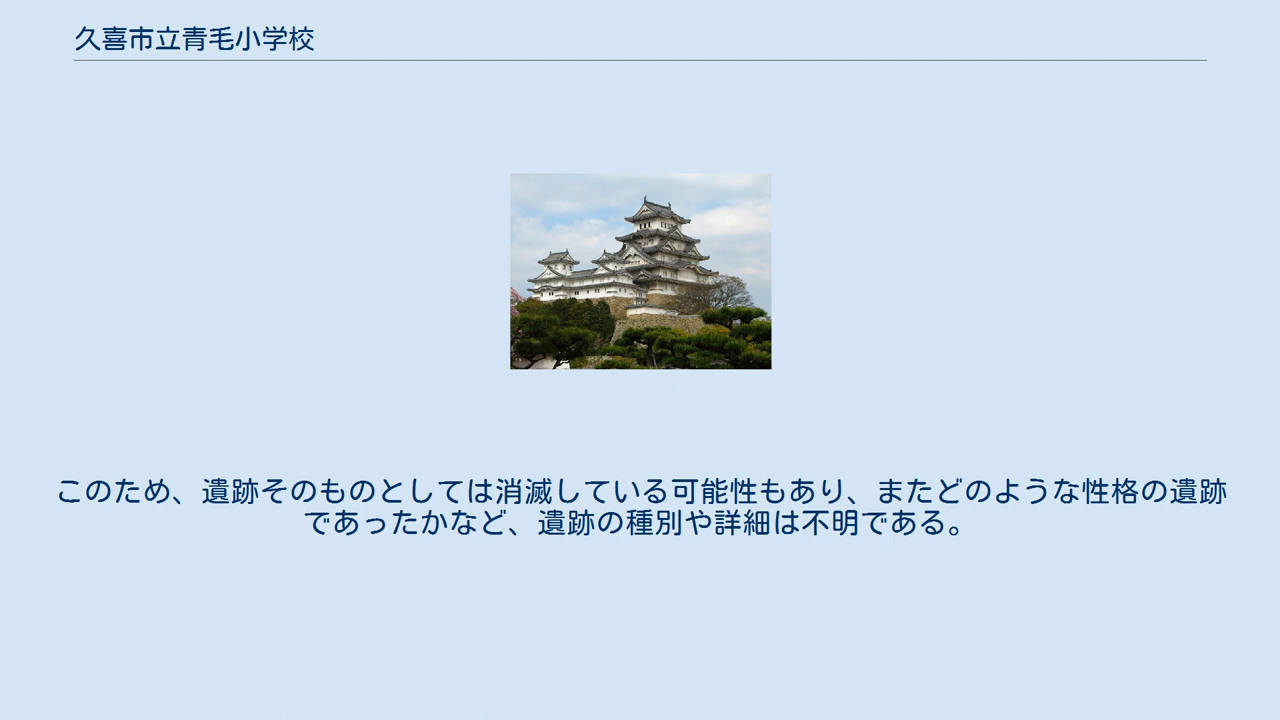 久喜市立青毛小学校
このため、遺跡そのものとしては消滅している可能性もあり、またどのような性格の遺跡
であったかなど、遺跡の種別や詳細は不明である。